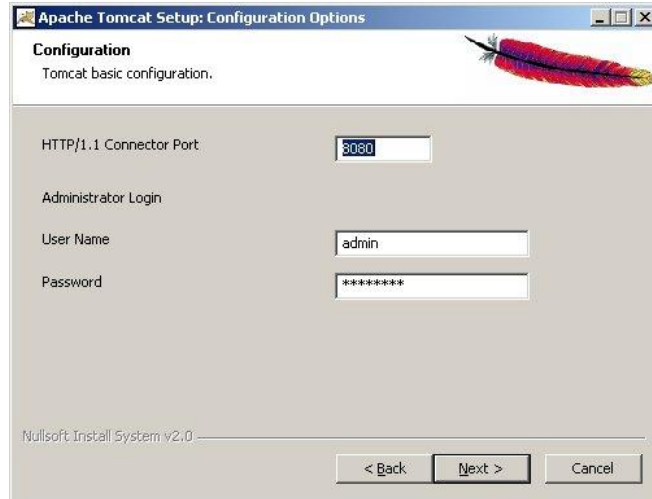 Apache Tomcat Setup: Configuration Options
Configuration
Tomcat basic configuration.
HTTP/1.1 Connector Port 8080
Administrator Login
User Name admin
Password ********
Nullsoft Install System v2.0
< Back Next > Cancel